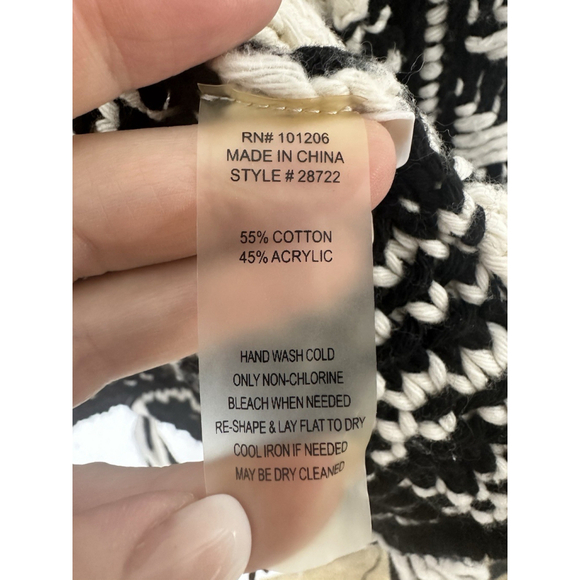 RN# 101206
MADE IN CHINA
STYLE # 28722
55% COTTON
45% ACRYLIC
HAND WASH COLD
ONLY NON-CHLORINE
BLEACH WHEN NEEDED
RE-SHAPE & LAY FLAT TO DRY
COOL IRON IF NEEDED
MAY BE DRY CLEANED